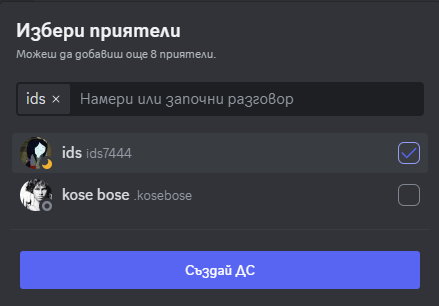 Избери приятели
Можеш да добавиш още 8 приятели.
ids × Намери или започни разговор
ids ids7444
kose bose .kosebose
Създай ДС